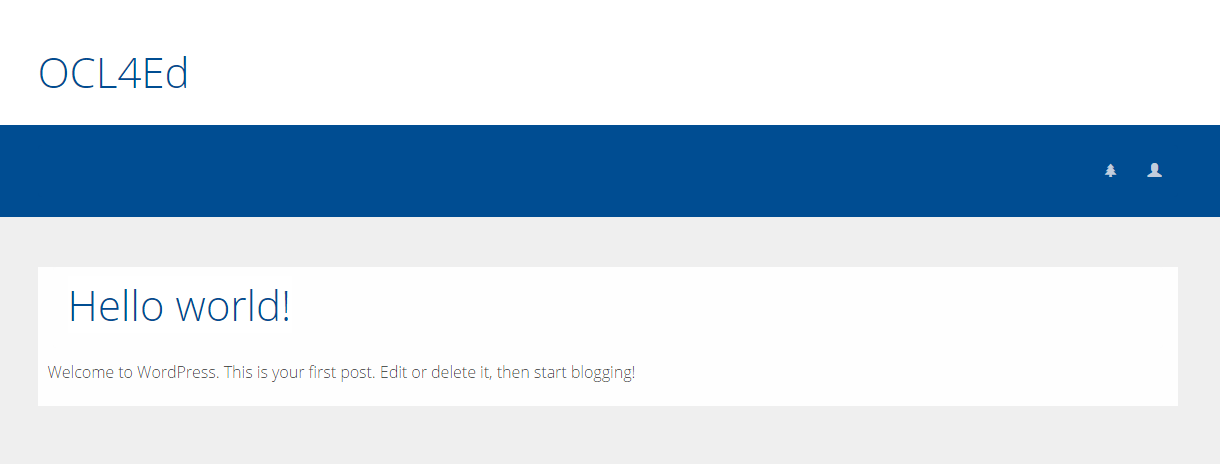 OCL4Ed
Hello world!
Welcome to WordPress. This is your first post. Edit or delete it, then start blogging!